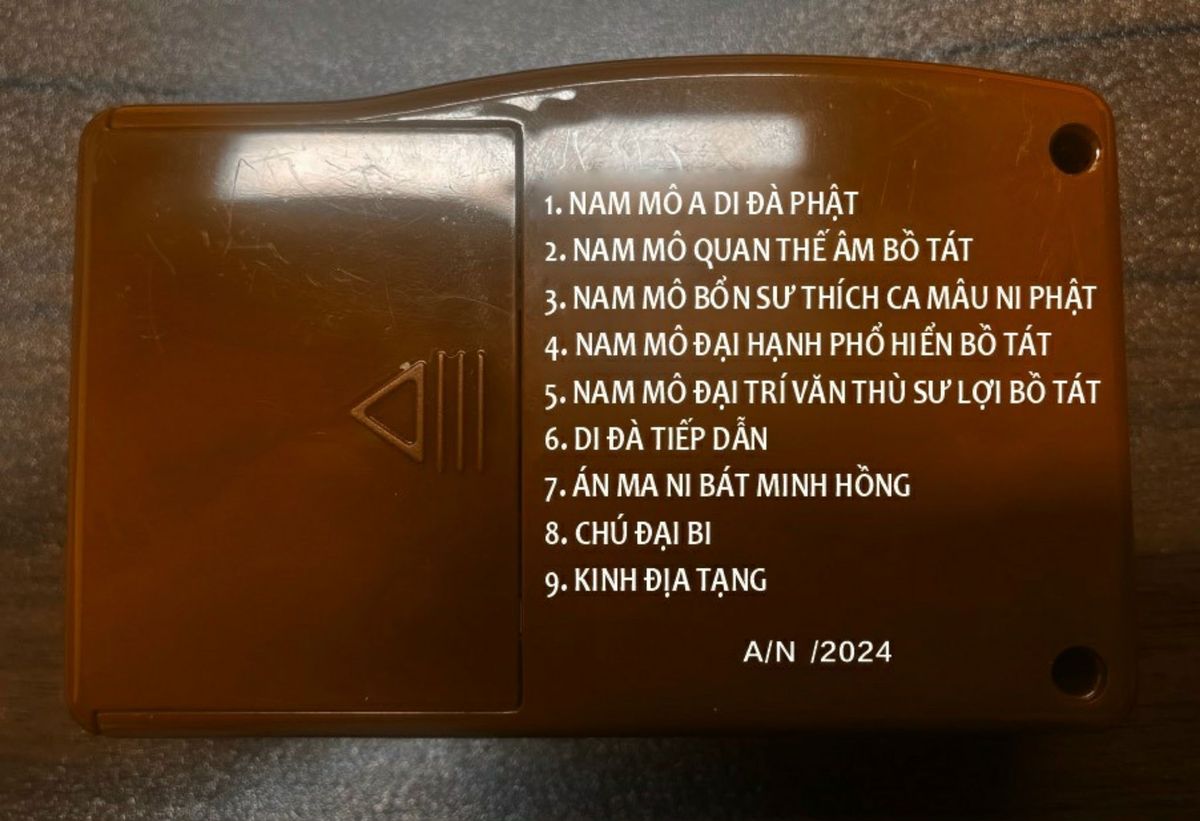 1. NAM MÔ A DI ĐÀ PHẬT
2. NAM MÔ QUAN THẾ ÂM BỒ TÁT
3. NAM MÔ BỔN SƯ THÍCH CA MÂU NI PHẬT
4. NAM MÔ ĐẠI HẠNH PHỔ HIỂN BỒ TÁT
5. NAM MÔ ĐẠI TRÍ VĂN THÙ SƯ LỢI BỒ TÁT
6. DI ĐÀ TIẾP DẪN
7. ÁN MA NI BÁT MINH HỒNG
8. CHÚ ĐẠI BI
9. KINH ĐỊA TẠNG
A/N /2024